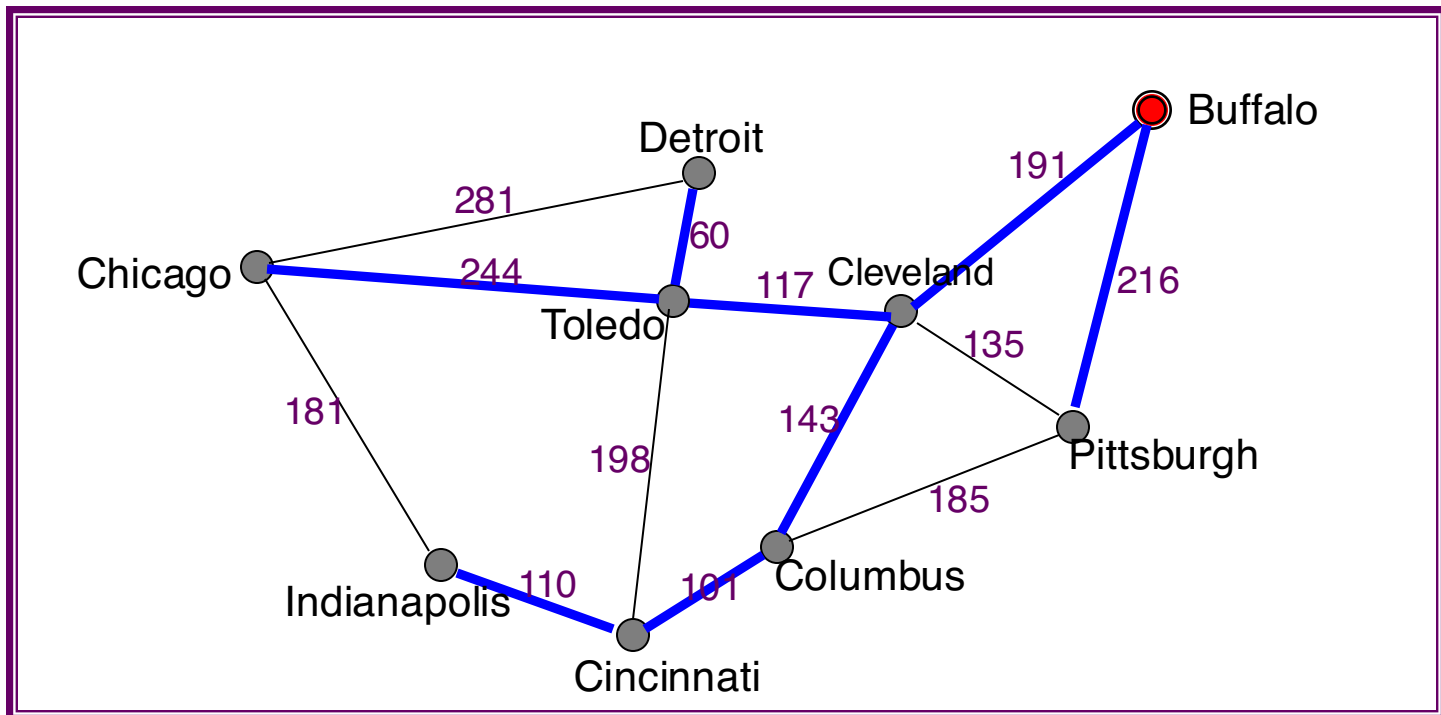 Buffalo
Detroit
191
281
60
Chicago
244
117
Cleveland
216
Toledo
135
181
143
198
Pittsburgh
185
110
101
Columbus
Indianapolis
Cincinnati